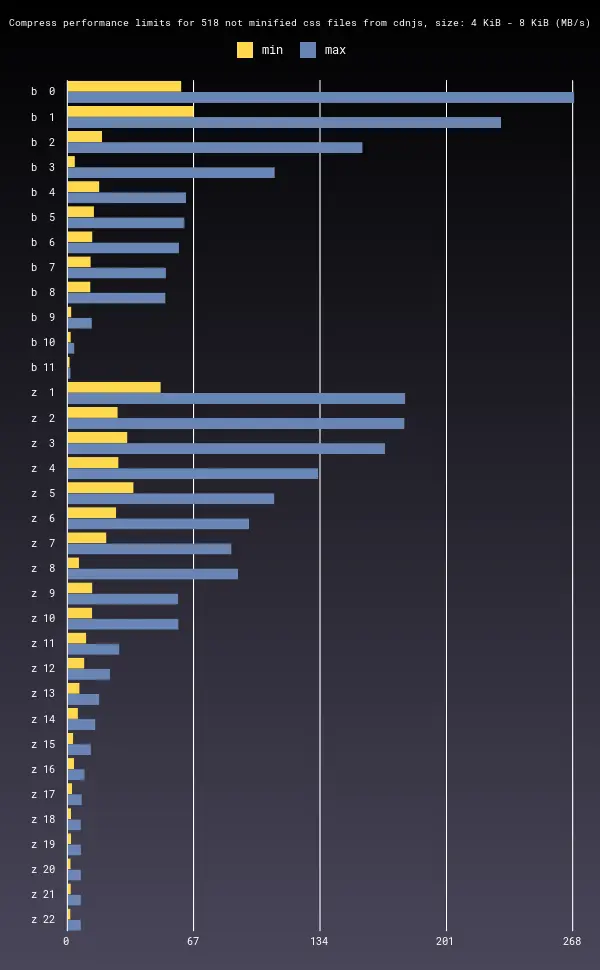 Compress performance limits for 518 not minified css files from cdnjs, size: 4 KiB - 8 KiB (MB/s)
min max
b 0
b 1
b 2
b 3
b 4
b 5
b 6
b 7
b 8
b 9
b 10
b 11
z 1
z 2
z 3
z 4
z 5
z 6
z 7
z 8
z 9
z 10
z 11
z 12
z 13
z 14
z 15
z 16
z 17
z 18
z 19
z 20
z 21
z 22
0 67 134 201 268